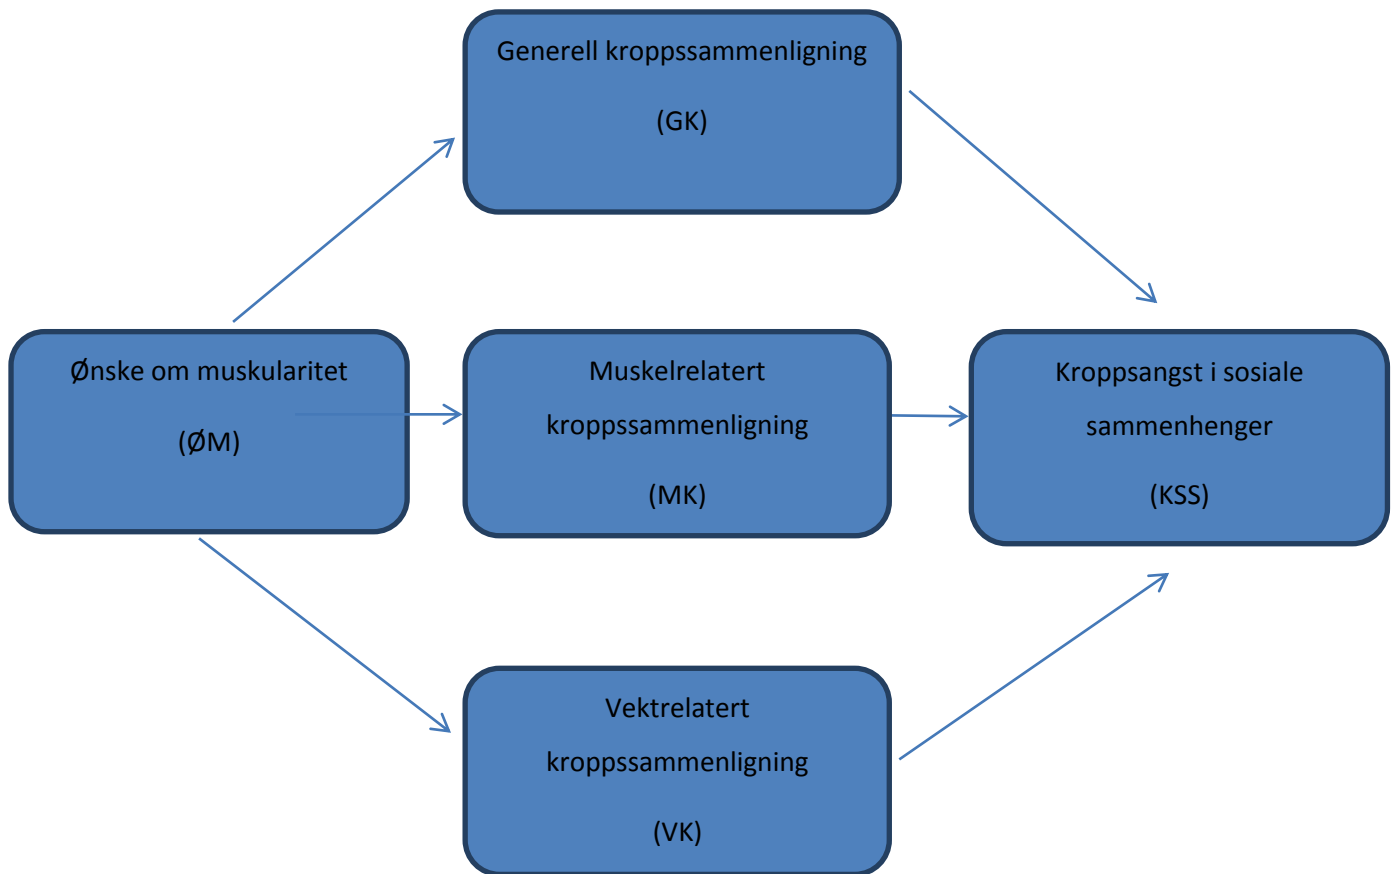 Generell kroppssammenligning
(GK)
Ønske om muskularitet
(ØM)
Muskelrelatert
kroppssammenligning
(MK)
Kroppsangst i sosiale
sammenhenger
(KSS)
Vektrelatert
kroppssammenligning
(VK)